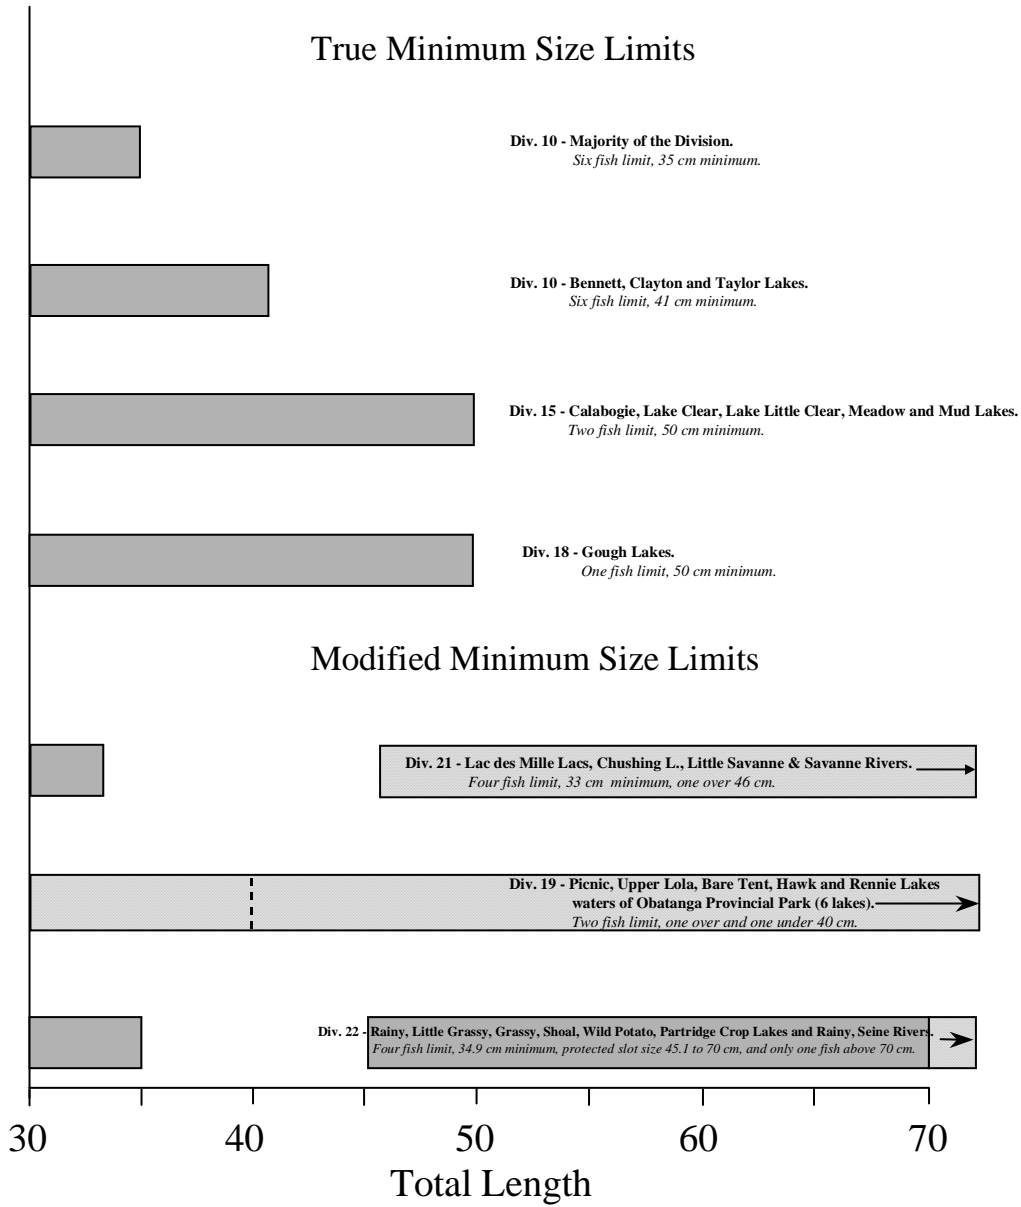 True Minimum Size Limits
Div. 10 - Majority of the Division.
Six fish limit, 35 cm minimum.
Div. 10 - Bennett, Clayton and Taylor Lakes.
Six fish limit, 41 cm minimum.
Div. 15 - Calabogie, Lake Clear, Lake Little Clear, Meadow and Mud Lakes.
Two fish limit, 50 cm minimum.
Div. 18 - Gough Lakes.
One fish limit, 50 cm minimum.
Modified Minimum Size Limits
Div. 21 - Lac des Mille Lacs, Chushing L., Little Savanne & Savanne Rivers.
Four fish limit, 33 cm minimum, one over 46 cm.
Div. 19 - Picnic, Upper Lola, Bare Tent, Hawk and Rennie Lakes
waters of Obatanga Provincial Park (6 lakes).
Two fish limit, one over and one under 40 cm.
Div. 22 - Rainy, Little Grassy, Grassy, Shoal, Wild Potato, Partridge Crop Lakes and Rainy, Seine Rivers.
Four fish limit, 34.9 cm minimum, protected slot size 45.1 to 70 cm, and only one fish above 70 cm.
30 40 50 60 70
Total Length